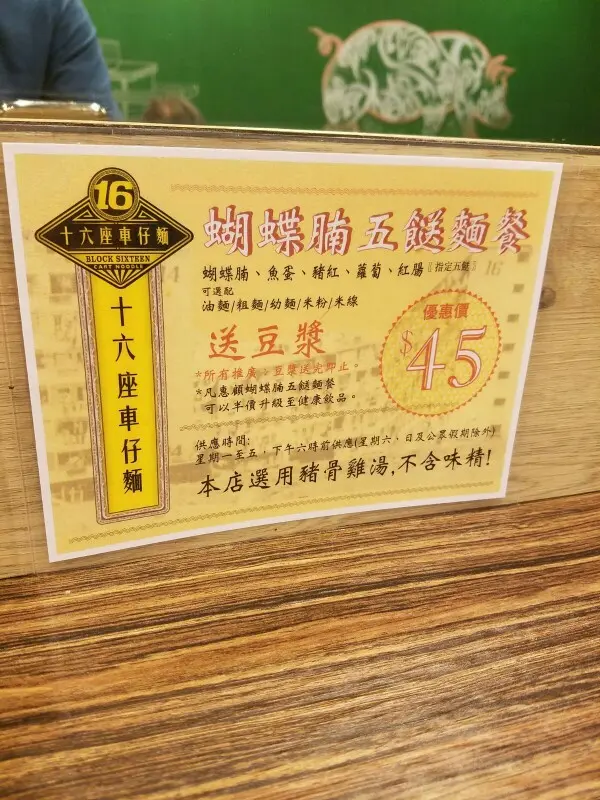 16
十六座車仔麵
BLOCK SIXTEEN
CART NOODLE
十六座車仔麵
蝴蝶腩五餸麵餐
蝴蝶腩、魚蛋、豬紅、蘿蔔、紅腸『指定五餸』
可選配
油麵/粗麵/幼麵/米粉/米線
送豆漿
優惠價
$45
*所有推廣，豆漿送完即止。
*凡惠顧蝴蝶腩五餸麵餐
可以半價升級至健康飲品。
供應時間:
星期一至五，下午六時前供應(星期六、日及公眾假期除外)
本店選用豬骨雞湯,不含味精!